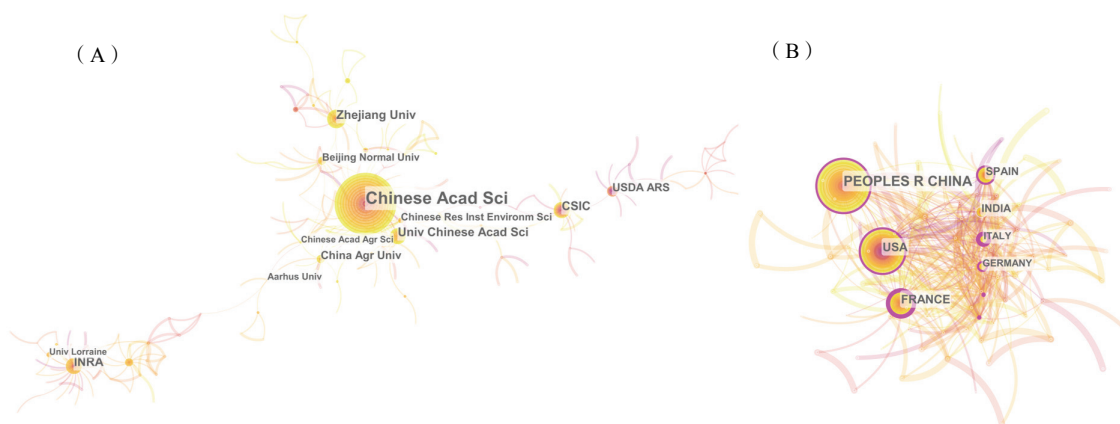 ( A )
Zhejiang Univ
Beijing Normal Univ
Chinese Acad Sci
Chinese Res Inst Environm Sci
Univ Chinese Acad Sci
Chinese Acad Agr Sci
China Agr Univ
Aarhus Univ
CSIC
USDA ARS
Univ Lorraine
INRA
( B )
PEOPLES R CHINA
SPAIN
INDIA
USA
ITALY
GERMANY
FRANCE